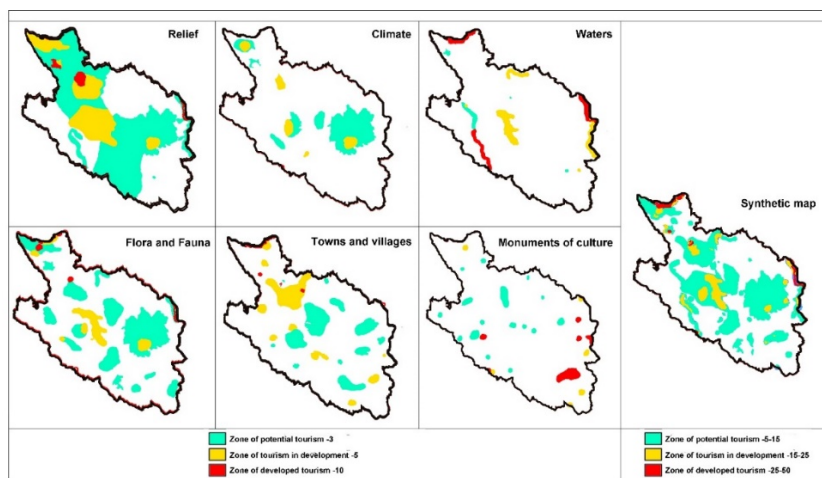 Relief
Climate
Waters
Flora and Fauna
Towns and villages
Monuments of culture
Synthetic map
Zone of potential tourism -3
Zone of tourism in development -5
Zone of developed tourism -10
Zone of potential tourism -5-15
Zone of tourism in development -15-25
Zone of developed tourism -25-50